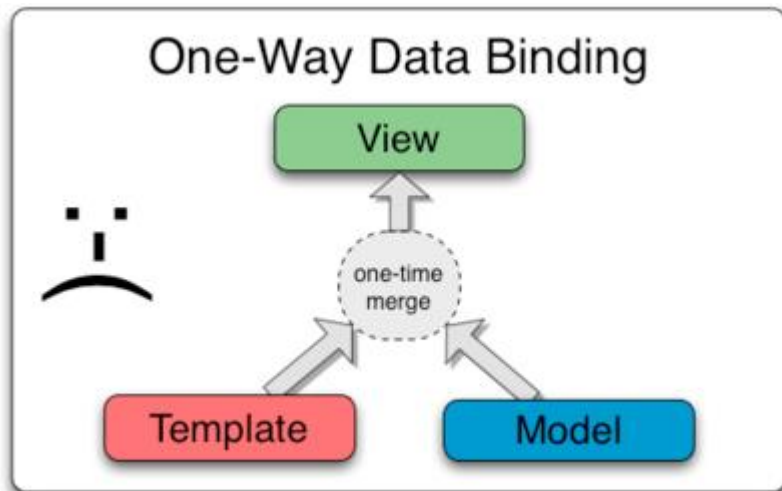 One-Way Data Binding
View
one-time
merge
Template
Model